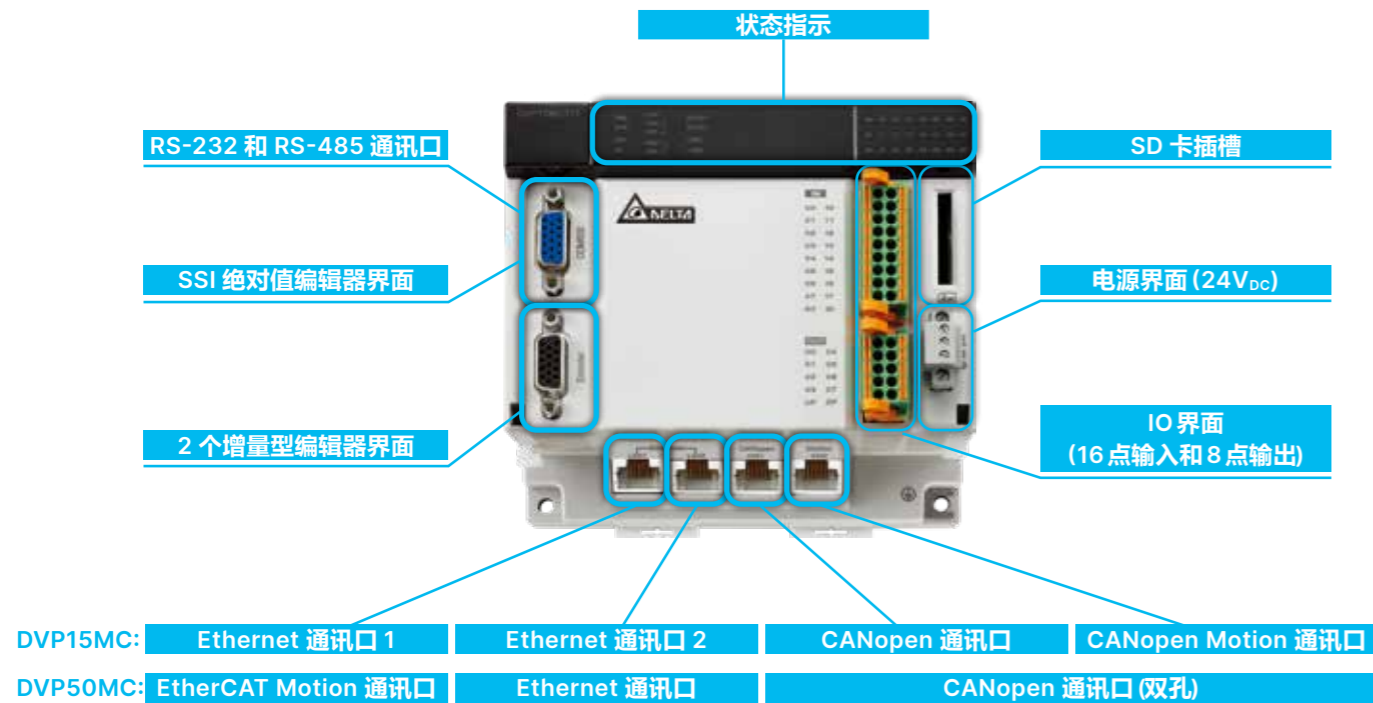 状态指示
RS-232 和 RS-485 通讯口
SD 卡插槽
DELTA
SSI 绝对值编辑器界面
电源界面 (24VDC)
2 个增量型编辑器界面
IO 界面
(16 点输入和 8 点输出)
DVP15MC: Ethernet 通讯口 1 Ethernet 通讯口 2 CANopen 通讯口 CANopen Motion 通讯口
DVP50MC: EtherCAT Motion 通讯口 Ethernet 通讯口 CANopen 通讯口 (双孔)